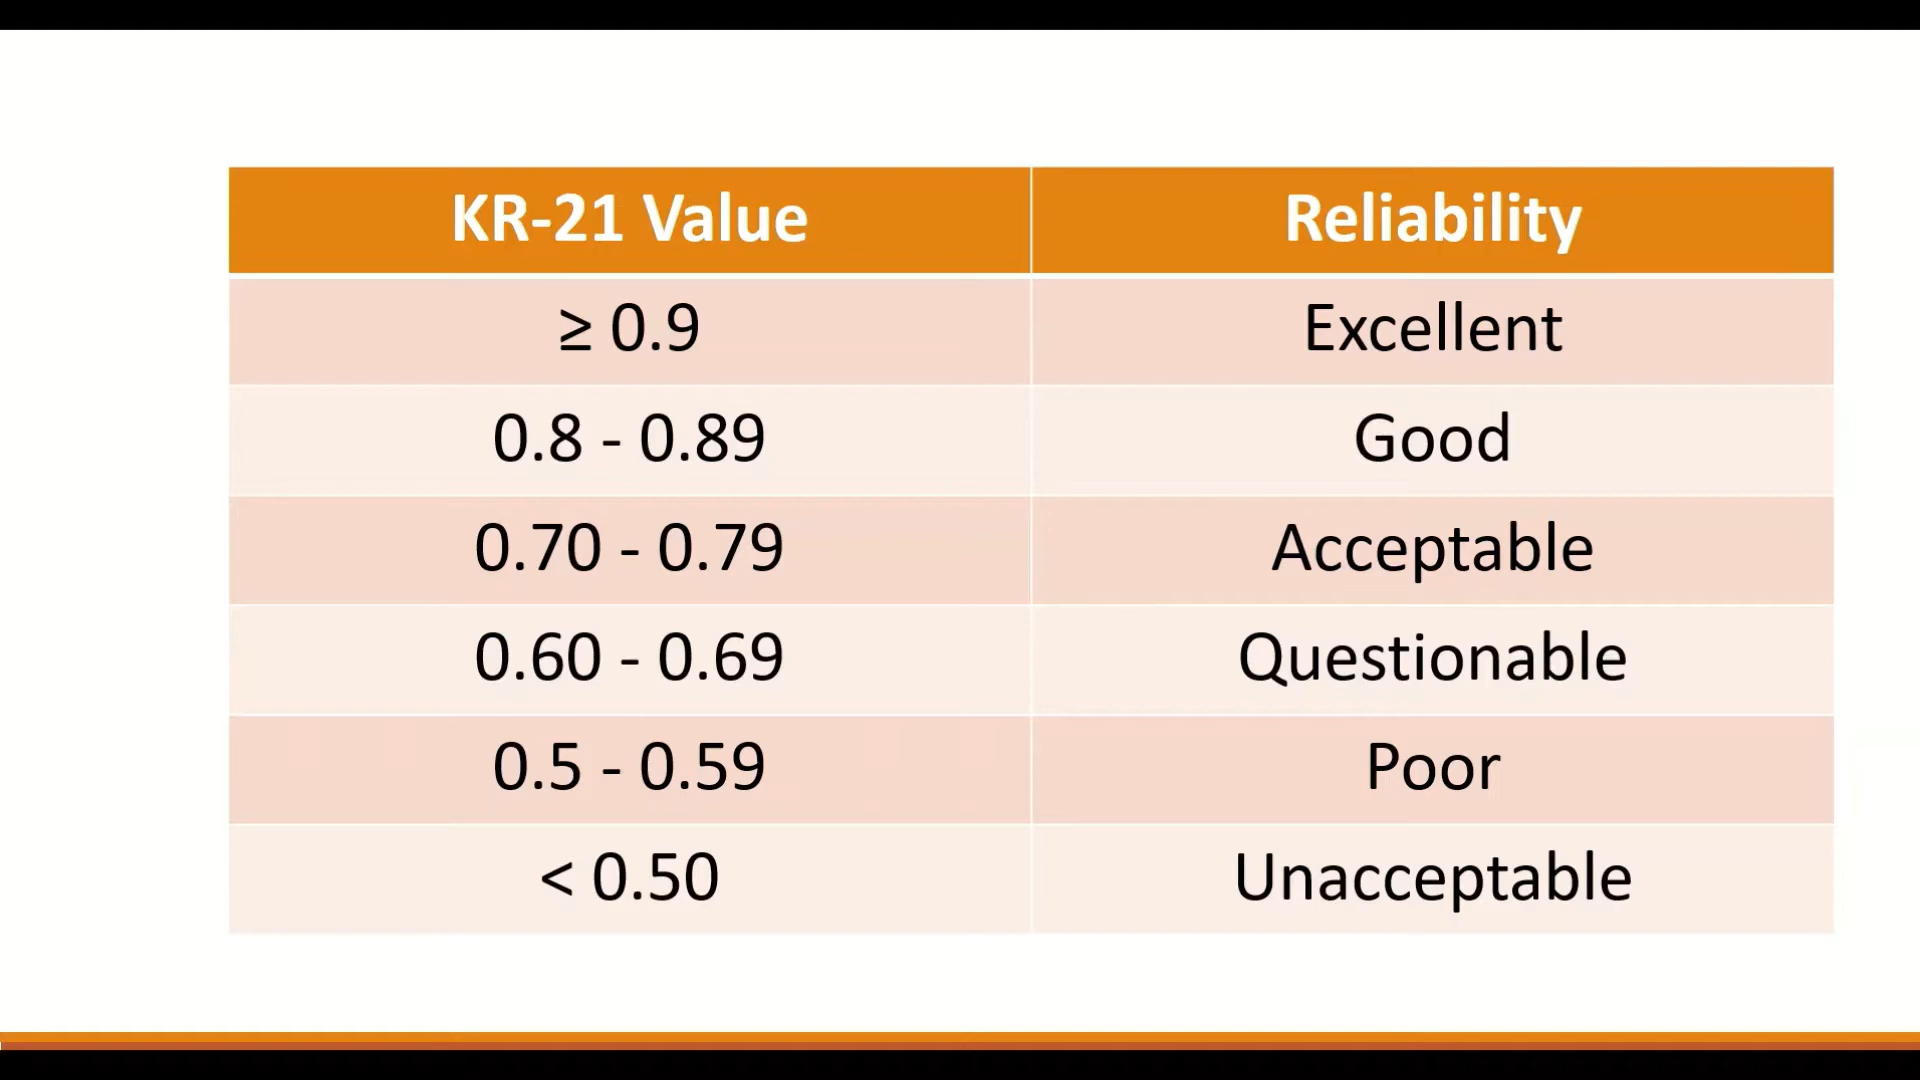 KR-21 Value Reliability
≥ 0.9 Excellent
0.8 - 0.89 Good
0.70 - 0.79 Acceptable
0.60 - 0.69 Questionable
0.5 - 0.59 Poor
< 0.50 Unacceptable